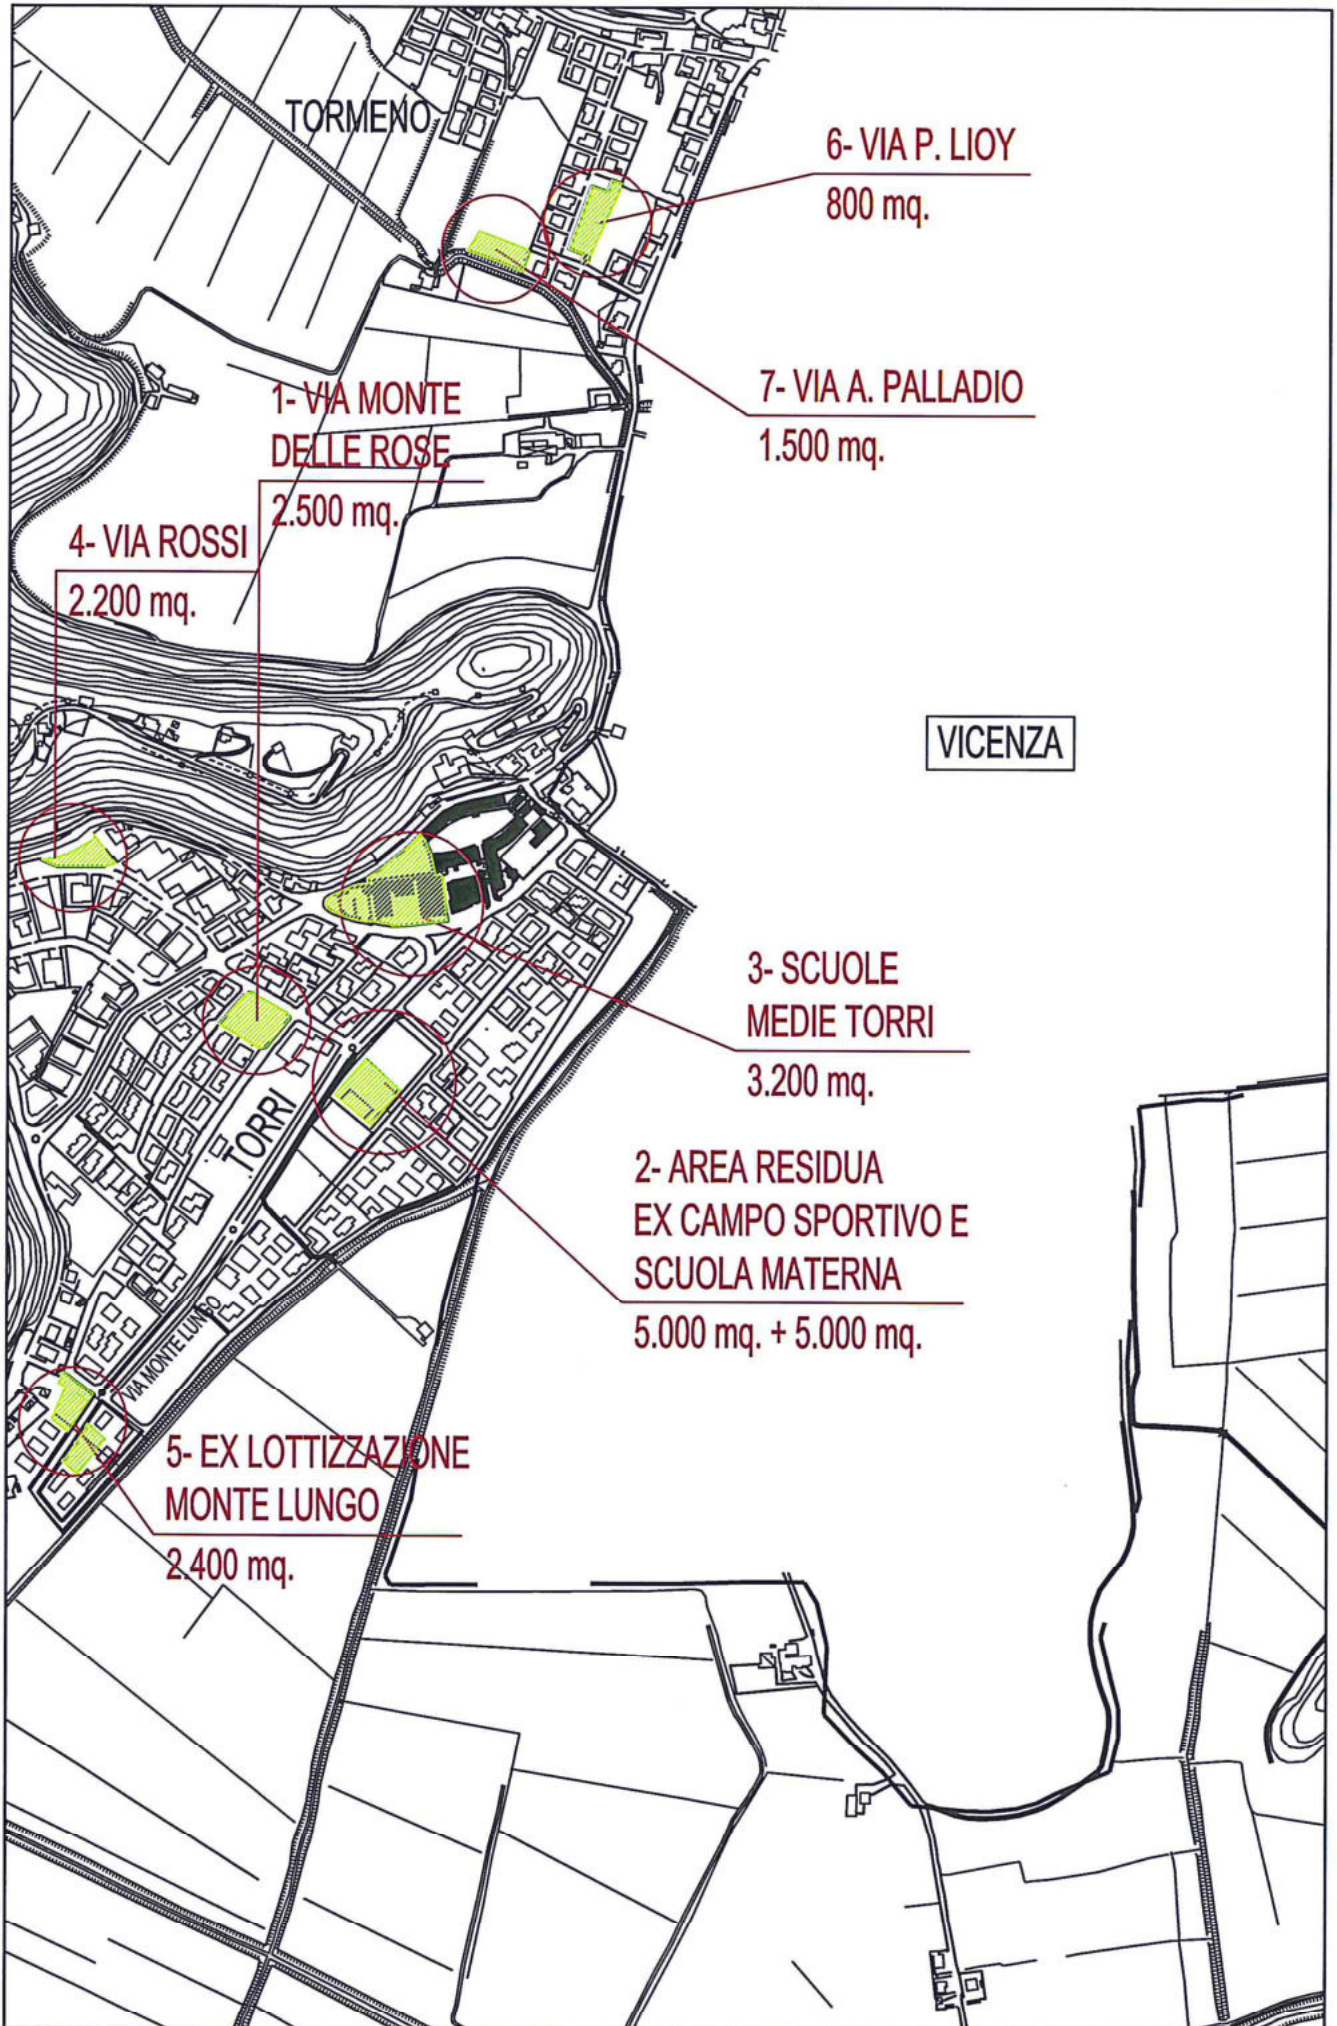 TORMENO
6- VIA P. LIOY
800 mq.
7- VIA A. PALLADIO
1.500 mq.
1- VIA MONTE
DELLE ROSE
2.500 mq.
4- VIA ROSSI
2.200 mq.
VICENZA
3- SCUOLE
MEDIE TORRI
3.200 mq.
TORRI
2- AREA RESIDUA
EX CAMPO SPORTIVO E
SCUOLA MATERNA
5.000 mq. + 5.000 mq.
VIA MONTE LUNGO
5- EX LOTTIZZAZIONE
MONTE LUNGO
2.400 mq.